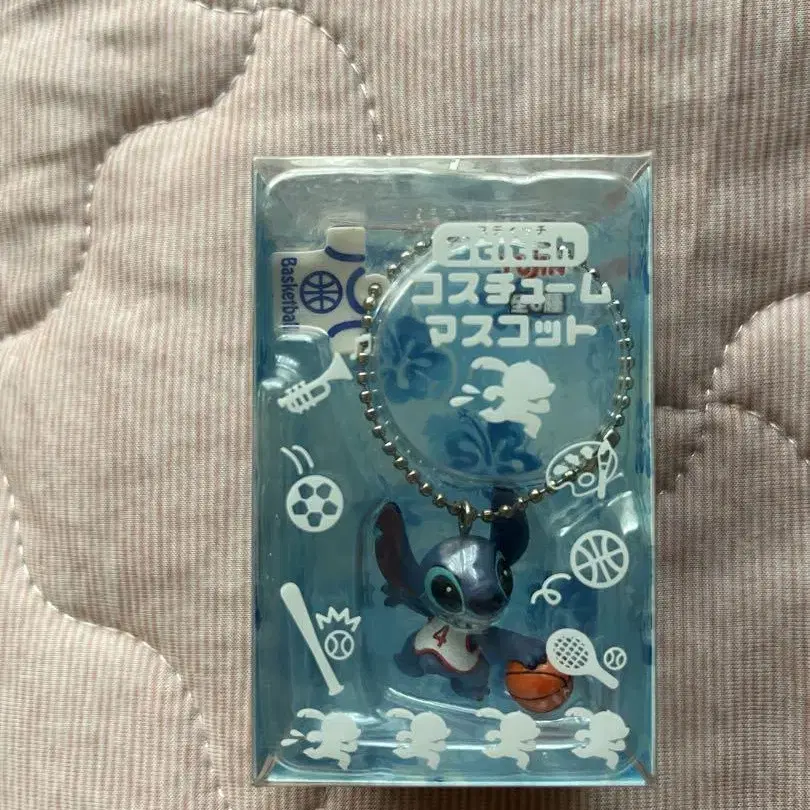 スティッチ
Stitch
コスチューム
マスコット
Basketball
4